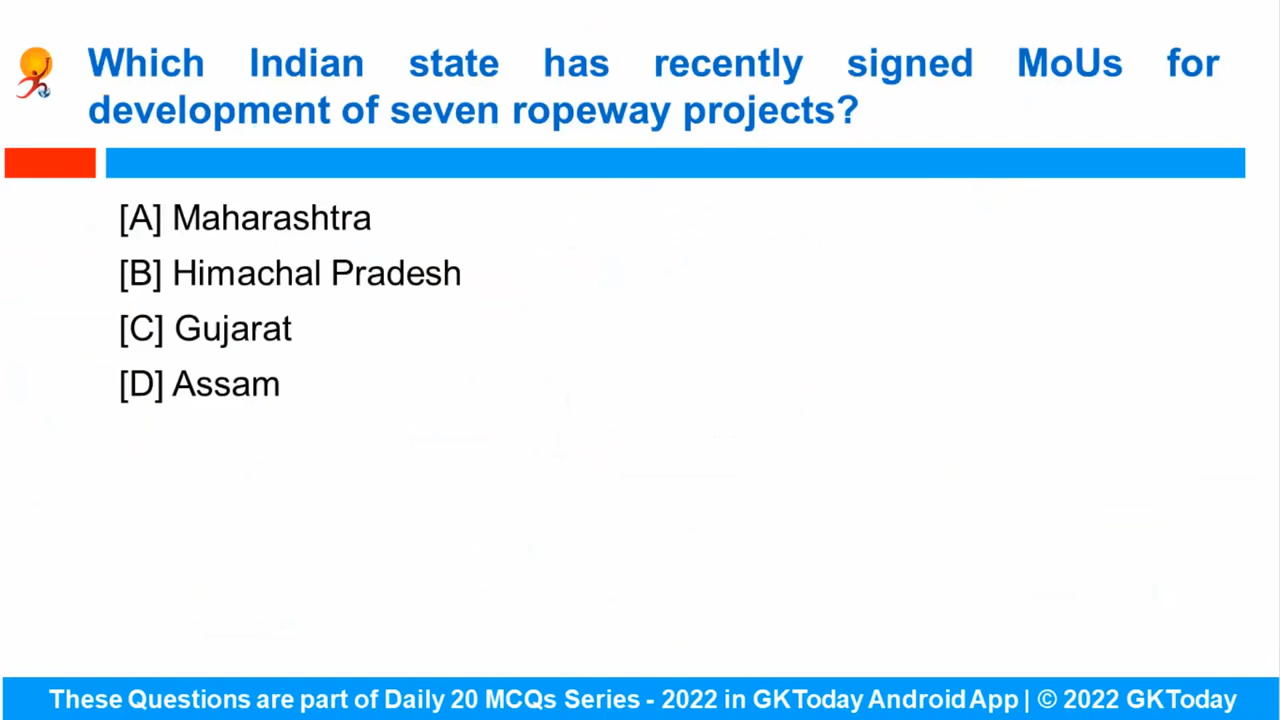 Which Indian state has recently signed MoUs for
development of seven ropeway projects?
[A] Maharashtra
[B] Himachal Pradesh
[C] Gujarat
[D] Assam
These Questions are part of Daily 20 MCQs Series - 2022 in GKToday Android App | © 2022 GKToday